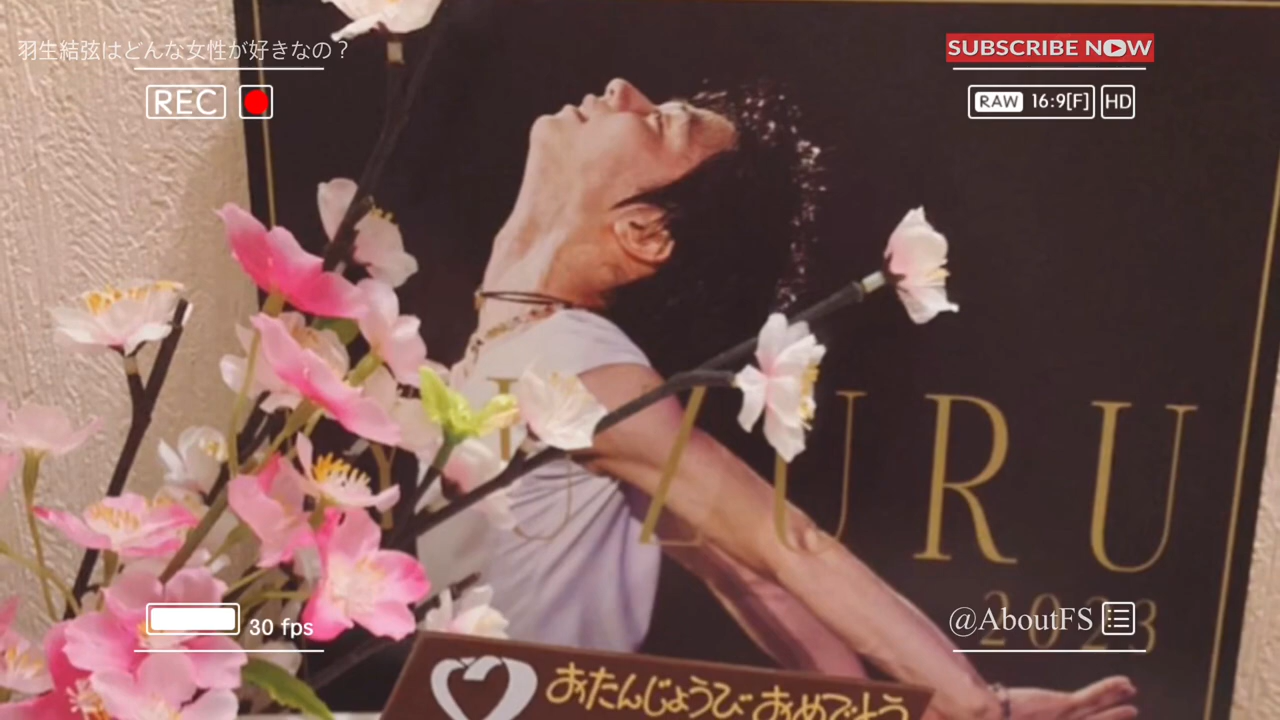 羽生結弦はどんな女性が好きなの？
SUBSCRIBE NOW
REC
RAW 16:9[F] HD
YUZURU
2023
30 fps
@AboutFS
おたんじょうび おめでとう